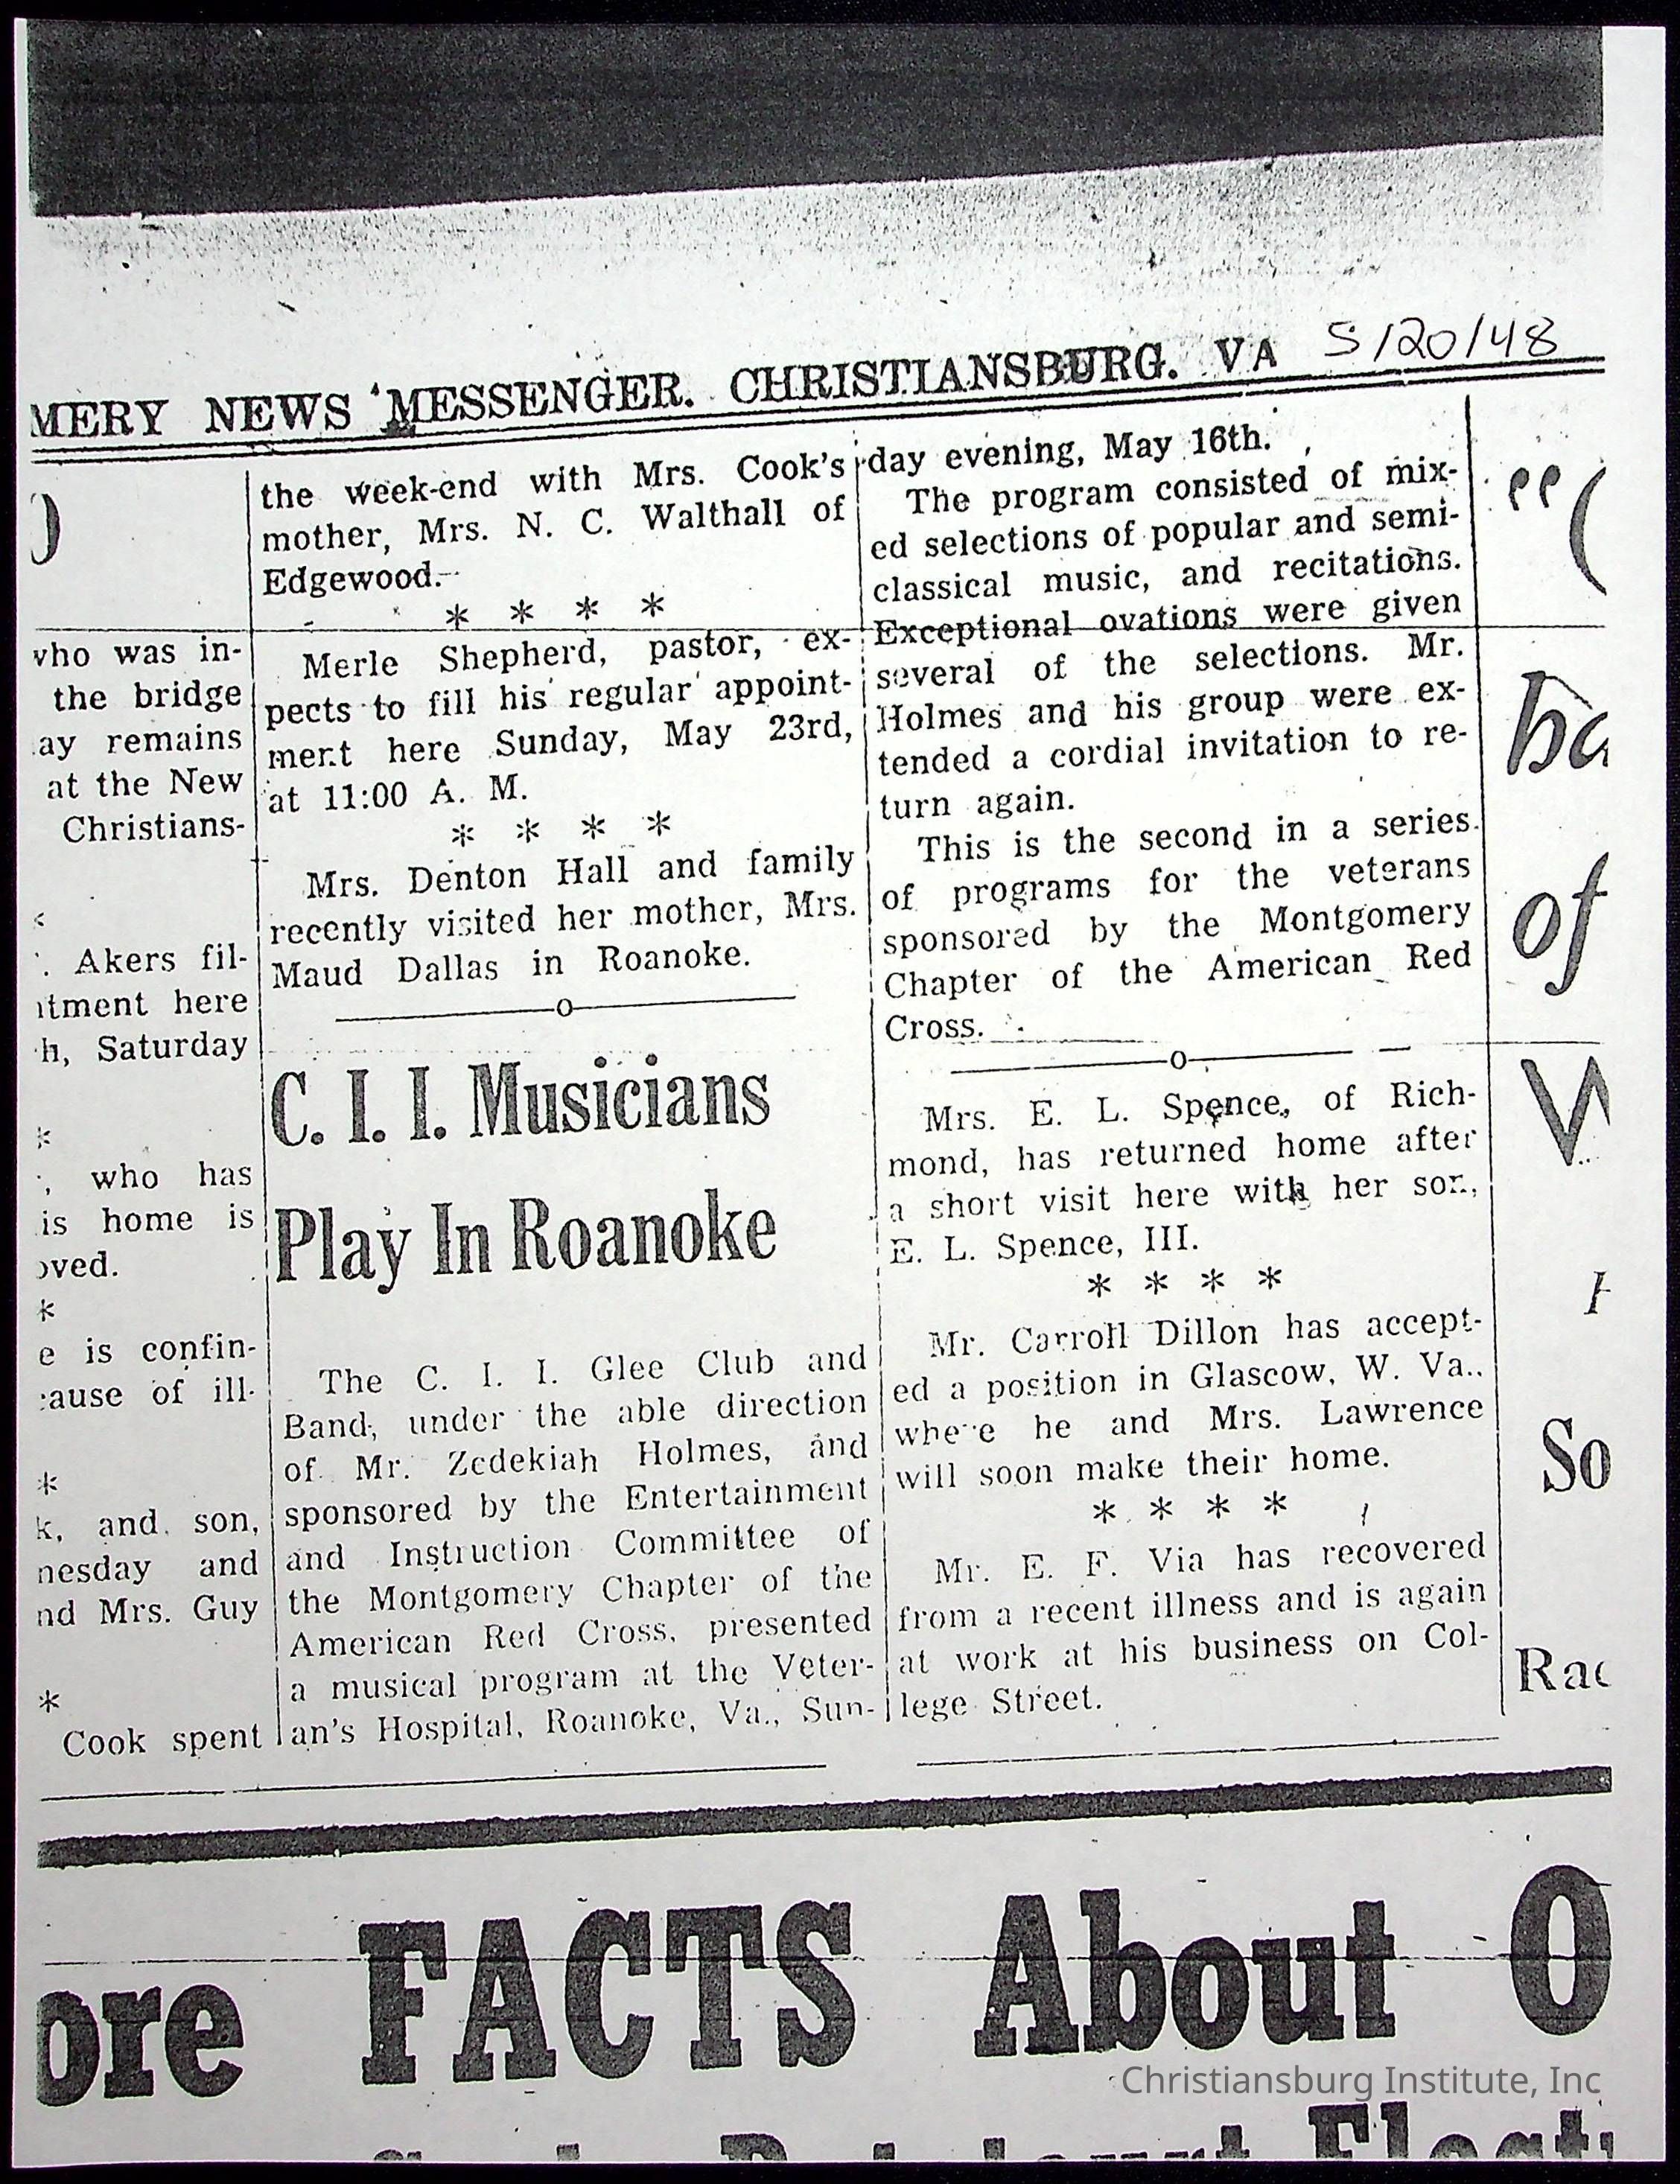 MERY NEWS MESSENGER. CHRISTIANSBURG. VA 5/20/48
who was in-
the bridge
ay remains
at the New
Christians-
. Akers fil-
tment here
h, Saturday
*
, who has
is home is
oved.
*
e is confin-
cause of ill-
*
k, and son,
nesday and
nd Mrs. Guy
*
Cook spent
the week-end with Mrs. Cook's
mother, Mrs. N. C. Walthall of
Edgewood.
* * * *
Merle Shepherd, pastor, ex-
pects to fill his regular appoint-
ment here Sunday, May 23rd,
at 11:00 A. M.
* * * *
Mrs. Denton Hall and family
recently visited her mother, Mrs.
Maud Dallas in Roanoke.
o
C. I. I. Musicians
Play In Roanoke
The C. I. I. Glee Club and
Band, under the able direction
of Mr. Zedekiah Holmes, and
sponsored by the Entertainment
and Instruction Committee of
the Montgomery Chapter of the
American Red Cross, presented
a musical program at the Veter-
an's Hospital, Roanoke, Va., Sun-
day evening, May 16th.
The program consisted of mix-
ed selections of popular and semi-
classical music, and recitations.
Exceptional ovations were given
several of the selections. Mr.
Holmes and his group were ex-
tended a cordial invitation to re-
turn again.
This is the second in a series
of programs for the veterans
sponsored by the Montgomery
Chapter of the American Red
Cross.
o
Mrs. E. L. Spence, of Rich-
mond, has returned home after
a short visit here with her son,
E. L. Spence, III.
* * * *
Mr. Carroll Dillon has accept-
ed a position in Glascow, W. Va.,
where he and Mrs. Lawrence
will soon make their home.
* * * *
Mr. E. F. Via has recovered
from a recent illness and is again
at work at his business on Col-
lege Street.
"(
ba
of
W
So
Rac
ore FACTS About O
Christiansburg Institute, Inc